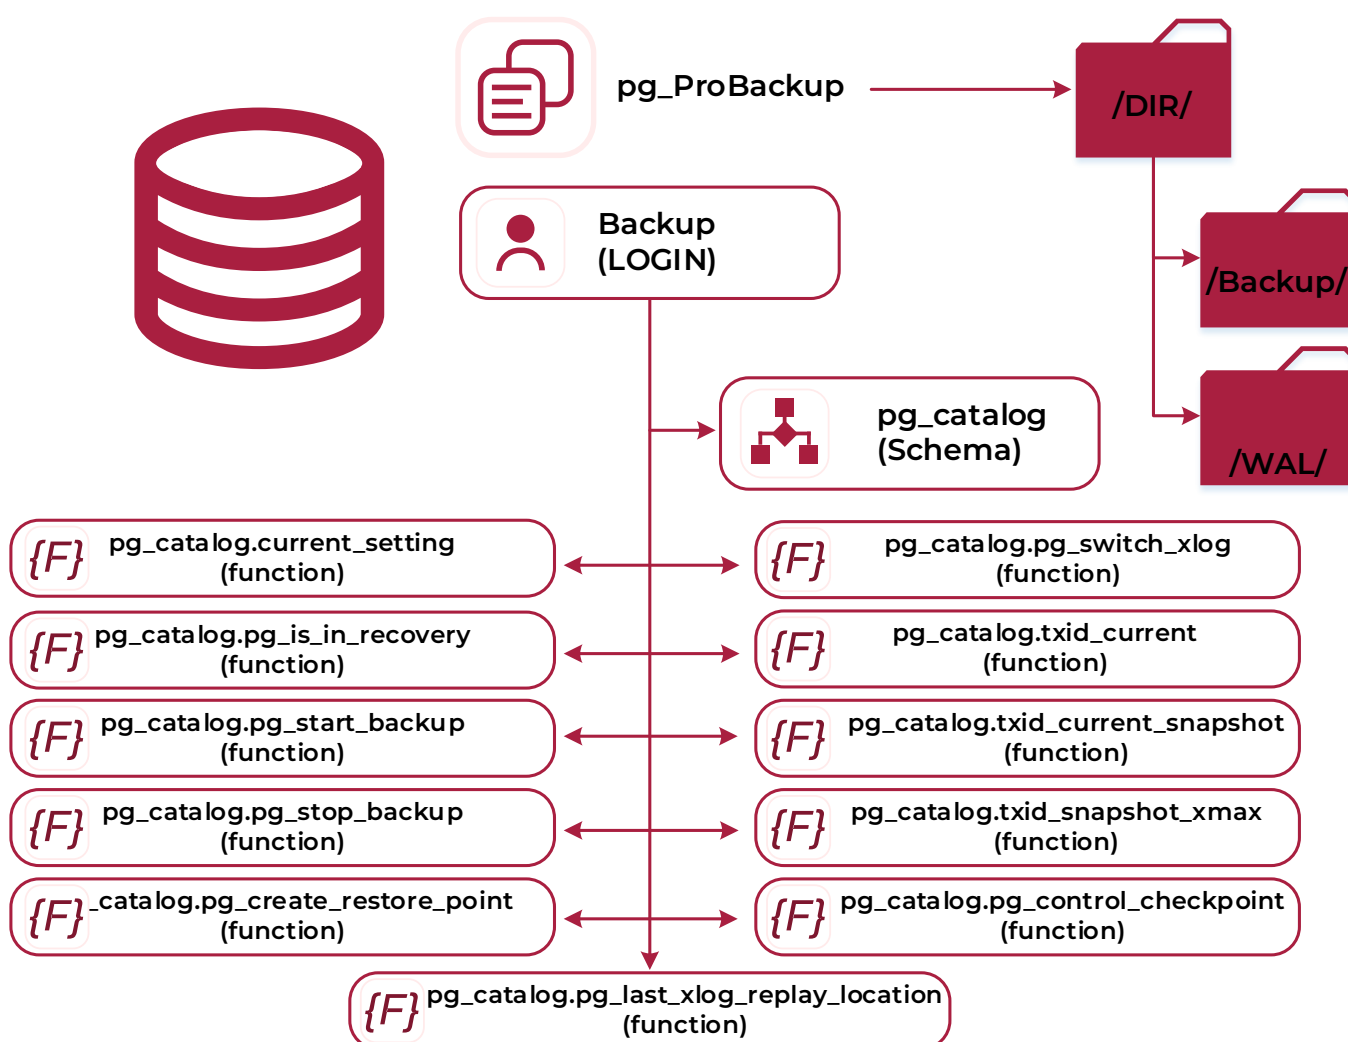 pg_ProBackup
/DIR/
Backup
(LOGIN)
/Backup/
pg_catalog
(Schema)
/WAL/
{F} pg_catalog.current_setting
(function)
{F} pg_catalog.pg_switch_xlog
(function)
{F} pg_catalog.pg_is_in_recovery
(function)
{F} pg_catalog.txid_current
(function)
{F} pg_catalog.pg_start_backup
(function)
{F} pg_catalog.txid_current_snapshot
(function)
{F} pg_catalog.pg_stop_backup
(function)
{F} pg_catalog.txid_snapshot_xmax
(function)
{F} _catalog.pg_create_restore_point
(function)
{F} pg_catalog.pg_control_checkpoint
(function)
{F} pg_catalog.pg_last_xlog_replay_location
(function)